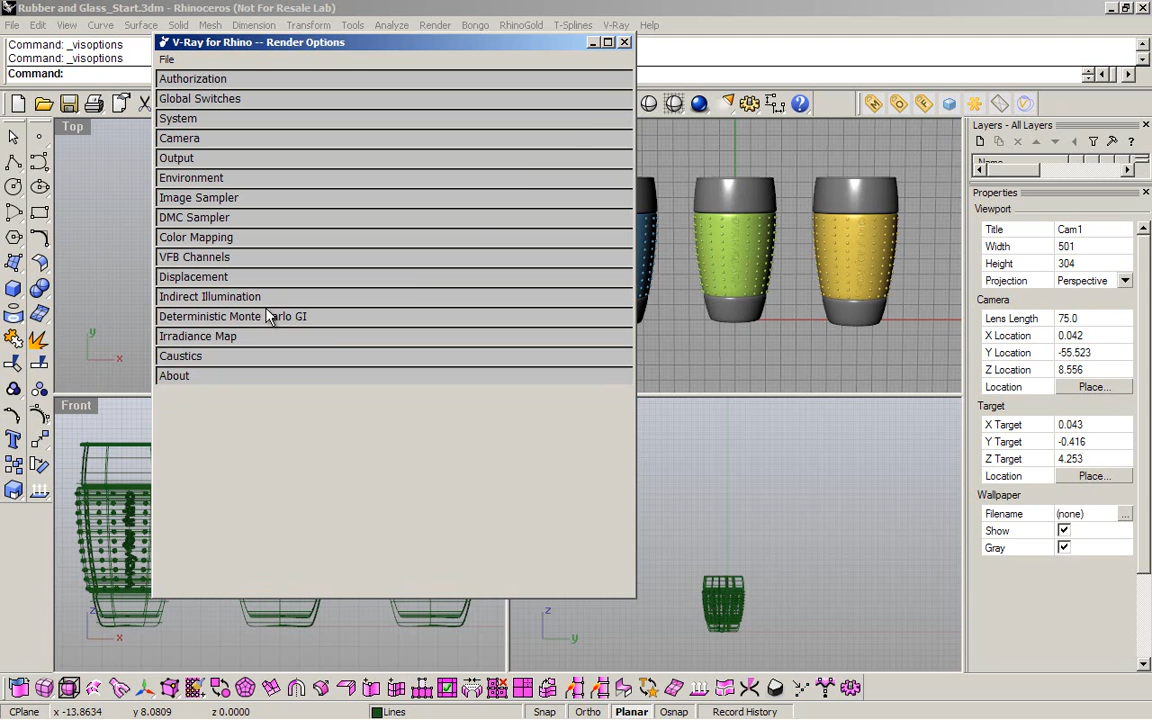 Rubber and Glass_Start.3dm - Rhinoceros (Not For Resale Lab)
File Edit View Curve Surface Solid Mesh Dimension Transform Tools Analyze Render RhinoGold T-Splines V-Ray Help
Command: _visoptions
Command: _visoptions
Command:
V-Ray for Rhino -- Render Options
File
Authorization
Global Switches
System
Camera
Output
Environment
Image Sampler
DMC Sampler
Color Mapping
VFB Channels
Displacement
Indirect Illumination
Deterministic Monte Carlo GI
Irradiance Map
Caustics
About
Top
y
x
Front
z
x
z
y
Layers - All Layers
Properties
Viewport
Title Cam1
Width 501
Height 304
Projection Perspective
Camera
Lens Length 75.0
X Location 0.042
Y Location -55.523
Z Location 8.556
Location Place...
Target
X Target 0.043
Y Target -0.416
Z Target 4.253
Location Place...
Wallpaper
Filename (none) ...
Show
Gray
CPlane x -13.8634 y 8.0809 z 0.0000 Lines Snap Ortho Planar Osnap Record History